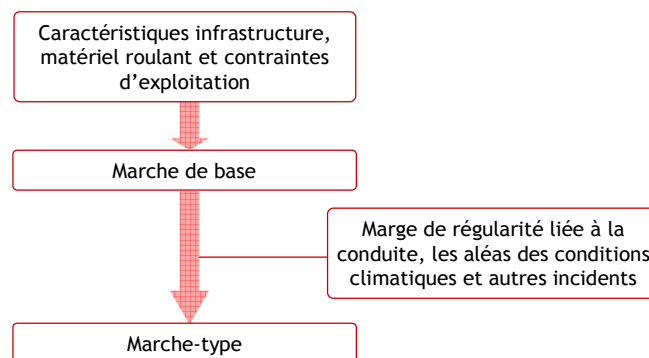 Caractéristiques infrastructure,
matériel roulant et contraintes
d’exploitation
Marche de base
Marge de régularité liée à la
conduite, les aléas des conditions
climatiques et autres incidents
Marche-type